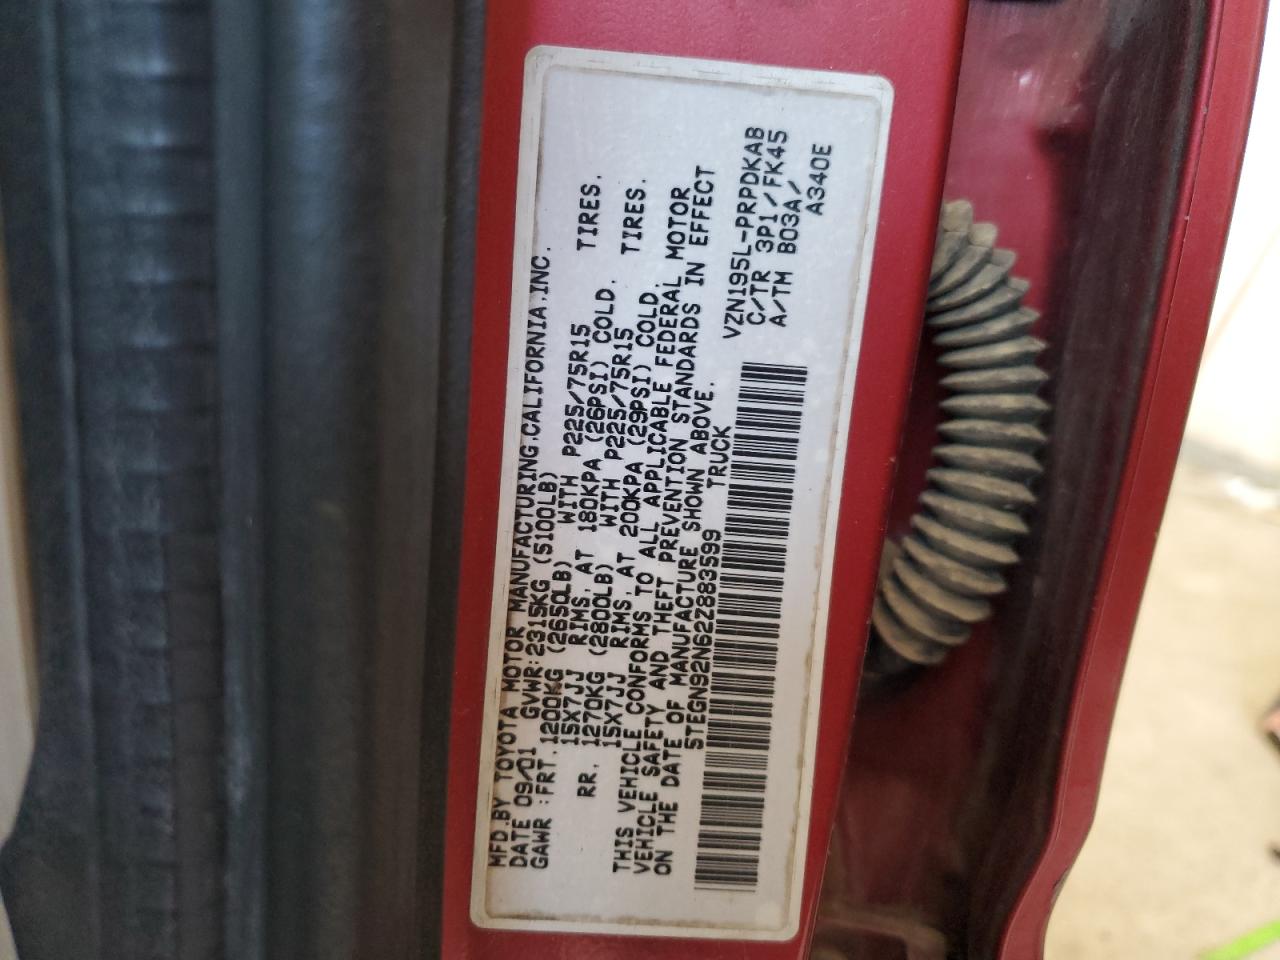 MFD.BY TOYOTA MOTOR MANUFACTURING,CALIFORNIA,INC.
DATE 09/01 GVWR:2315KG (5100LB)
GAWR :FRT. 1200KG (2650LB) WITH P225/75R15 TIRES.
15X7JJ RIMS, AT 180KPA (26PSI) COLD.
RR. 1270KG (2800LB) WITH P225/75R15 TIRES.
15X7JJ RIMS, AT 200KPA (29PSI) COLD.
THIS VEHICLE CONFORMS TO ALL APPLICABLE FEDERAL MOTOR
VEHICLE SAFETY AND THEFT PREVENTION STANDARDS IN EFFECT
ON THE DATE OF MANUFACTURE SHOWN ABOVE.
5TEGN92N62Z883599 TRUCK
VZN195L-PRPDKAB
C/TR 3P1/FK45
A/TM B03A/
A340E